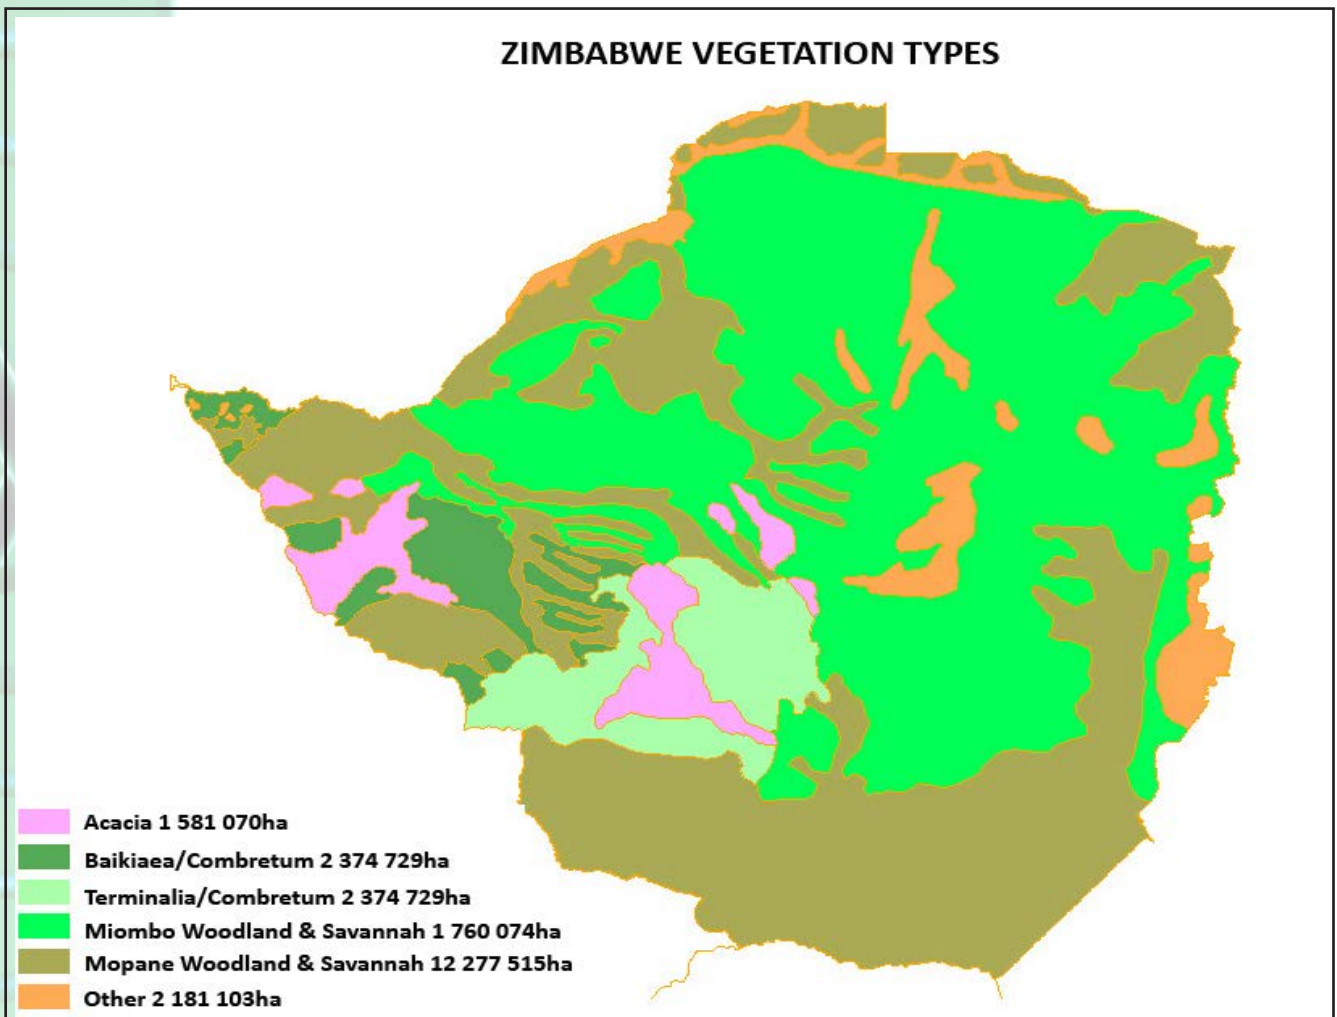 ZIMBABWE VEGETATION TYPES
Acacia 1 581 070ha
Baikiaea/Combretum 2 374 729ha
Terminalia/Combretum 2 374 729ha
Miombo Woodland & Savannah 1 760 074ha
Mopane Woodland & Savannah 12 277 515ha
Other 2 181 103ha